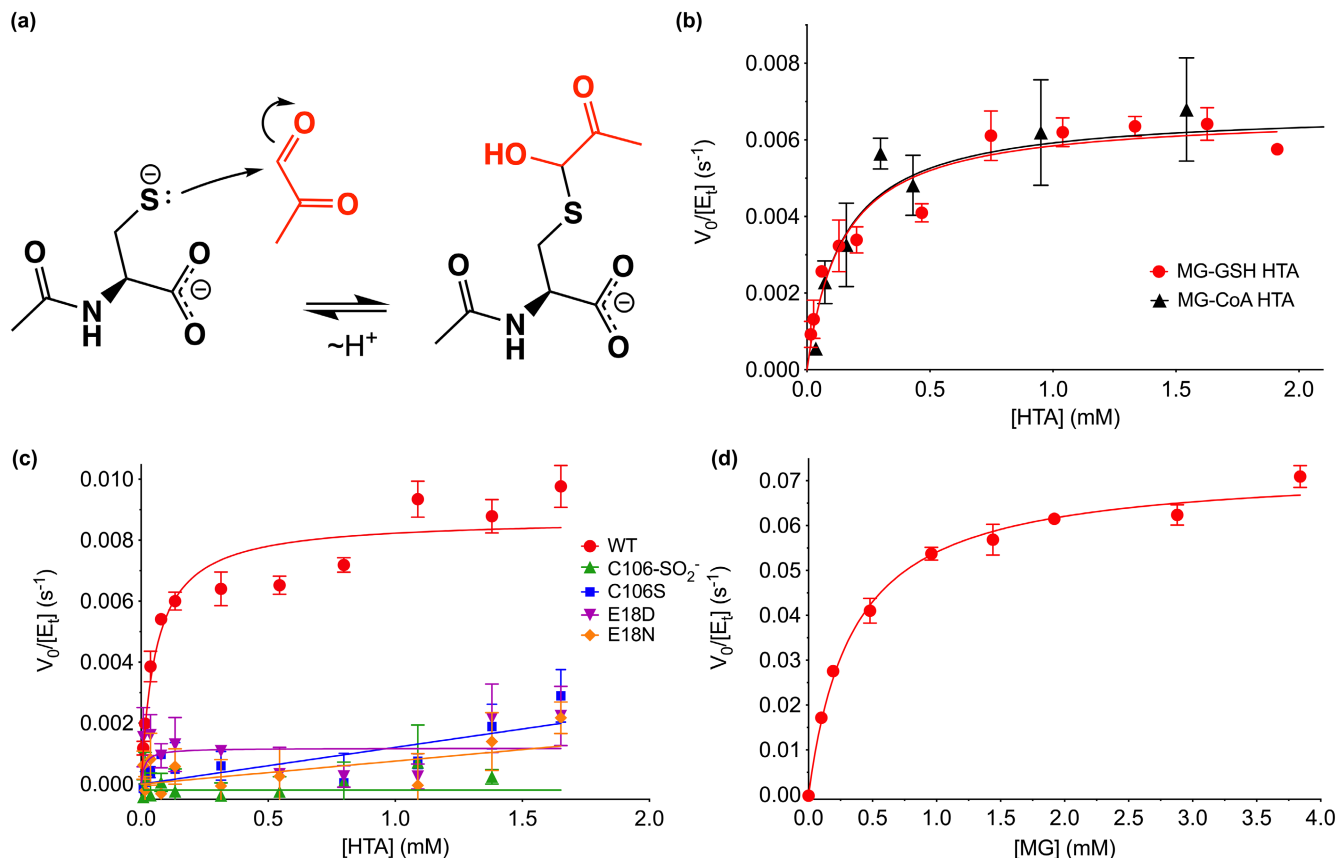 (a)
O
O
S
⊖
:
O
N
H
O
⊖
O
~H+
O
HO
S
O
N
H
O
⊖
O
(b)
V0/[Et] (s-1)
0.008
0.006
0.004
0.002
0.000
0.0 0.5 1.0 1.5 2.0
[HTA] (mM)
MG-GSH HTA
MG-CoA HTA
(c)
V0/[Et] (s-1)
0.010
0.008
0.006
0.004
0.002
0.000
0.0 0.5 1.0 1.5 2.0
[HTA] (mM)
WT
C106-SO2-
C106S
E18D
E18N
(d)
V0/[Et] (s-1)
0.07
0.06
0.05
0.04
0.03
0.02
0.01
0.00
0.0 0.5 1.0 1.5 2.0 2.5 3.0 3.5 4.0
[MG] (mM)